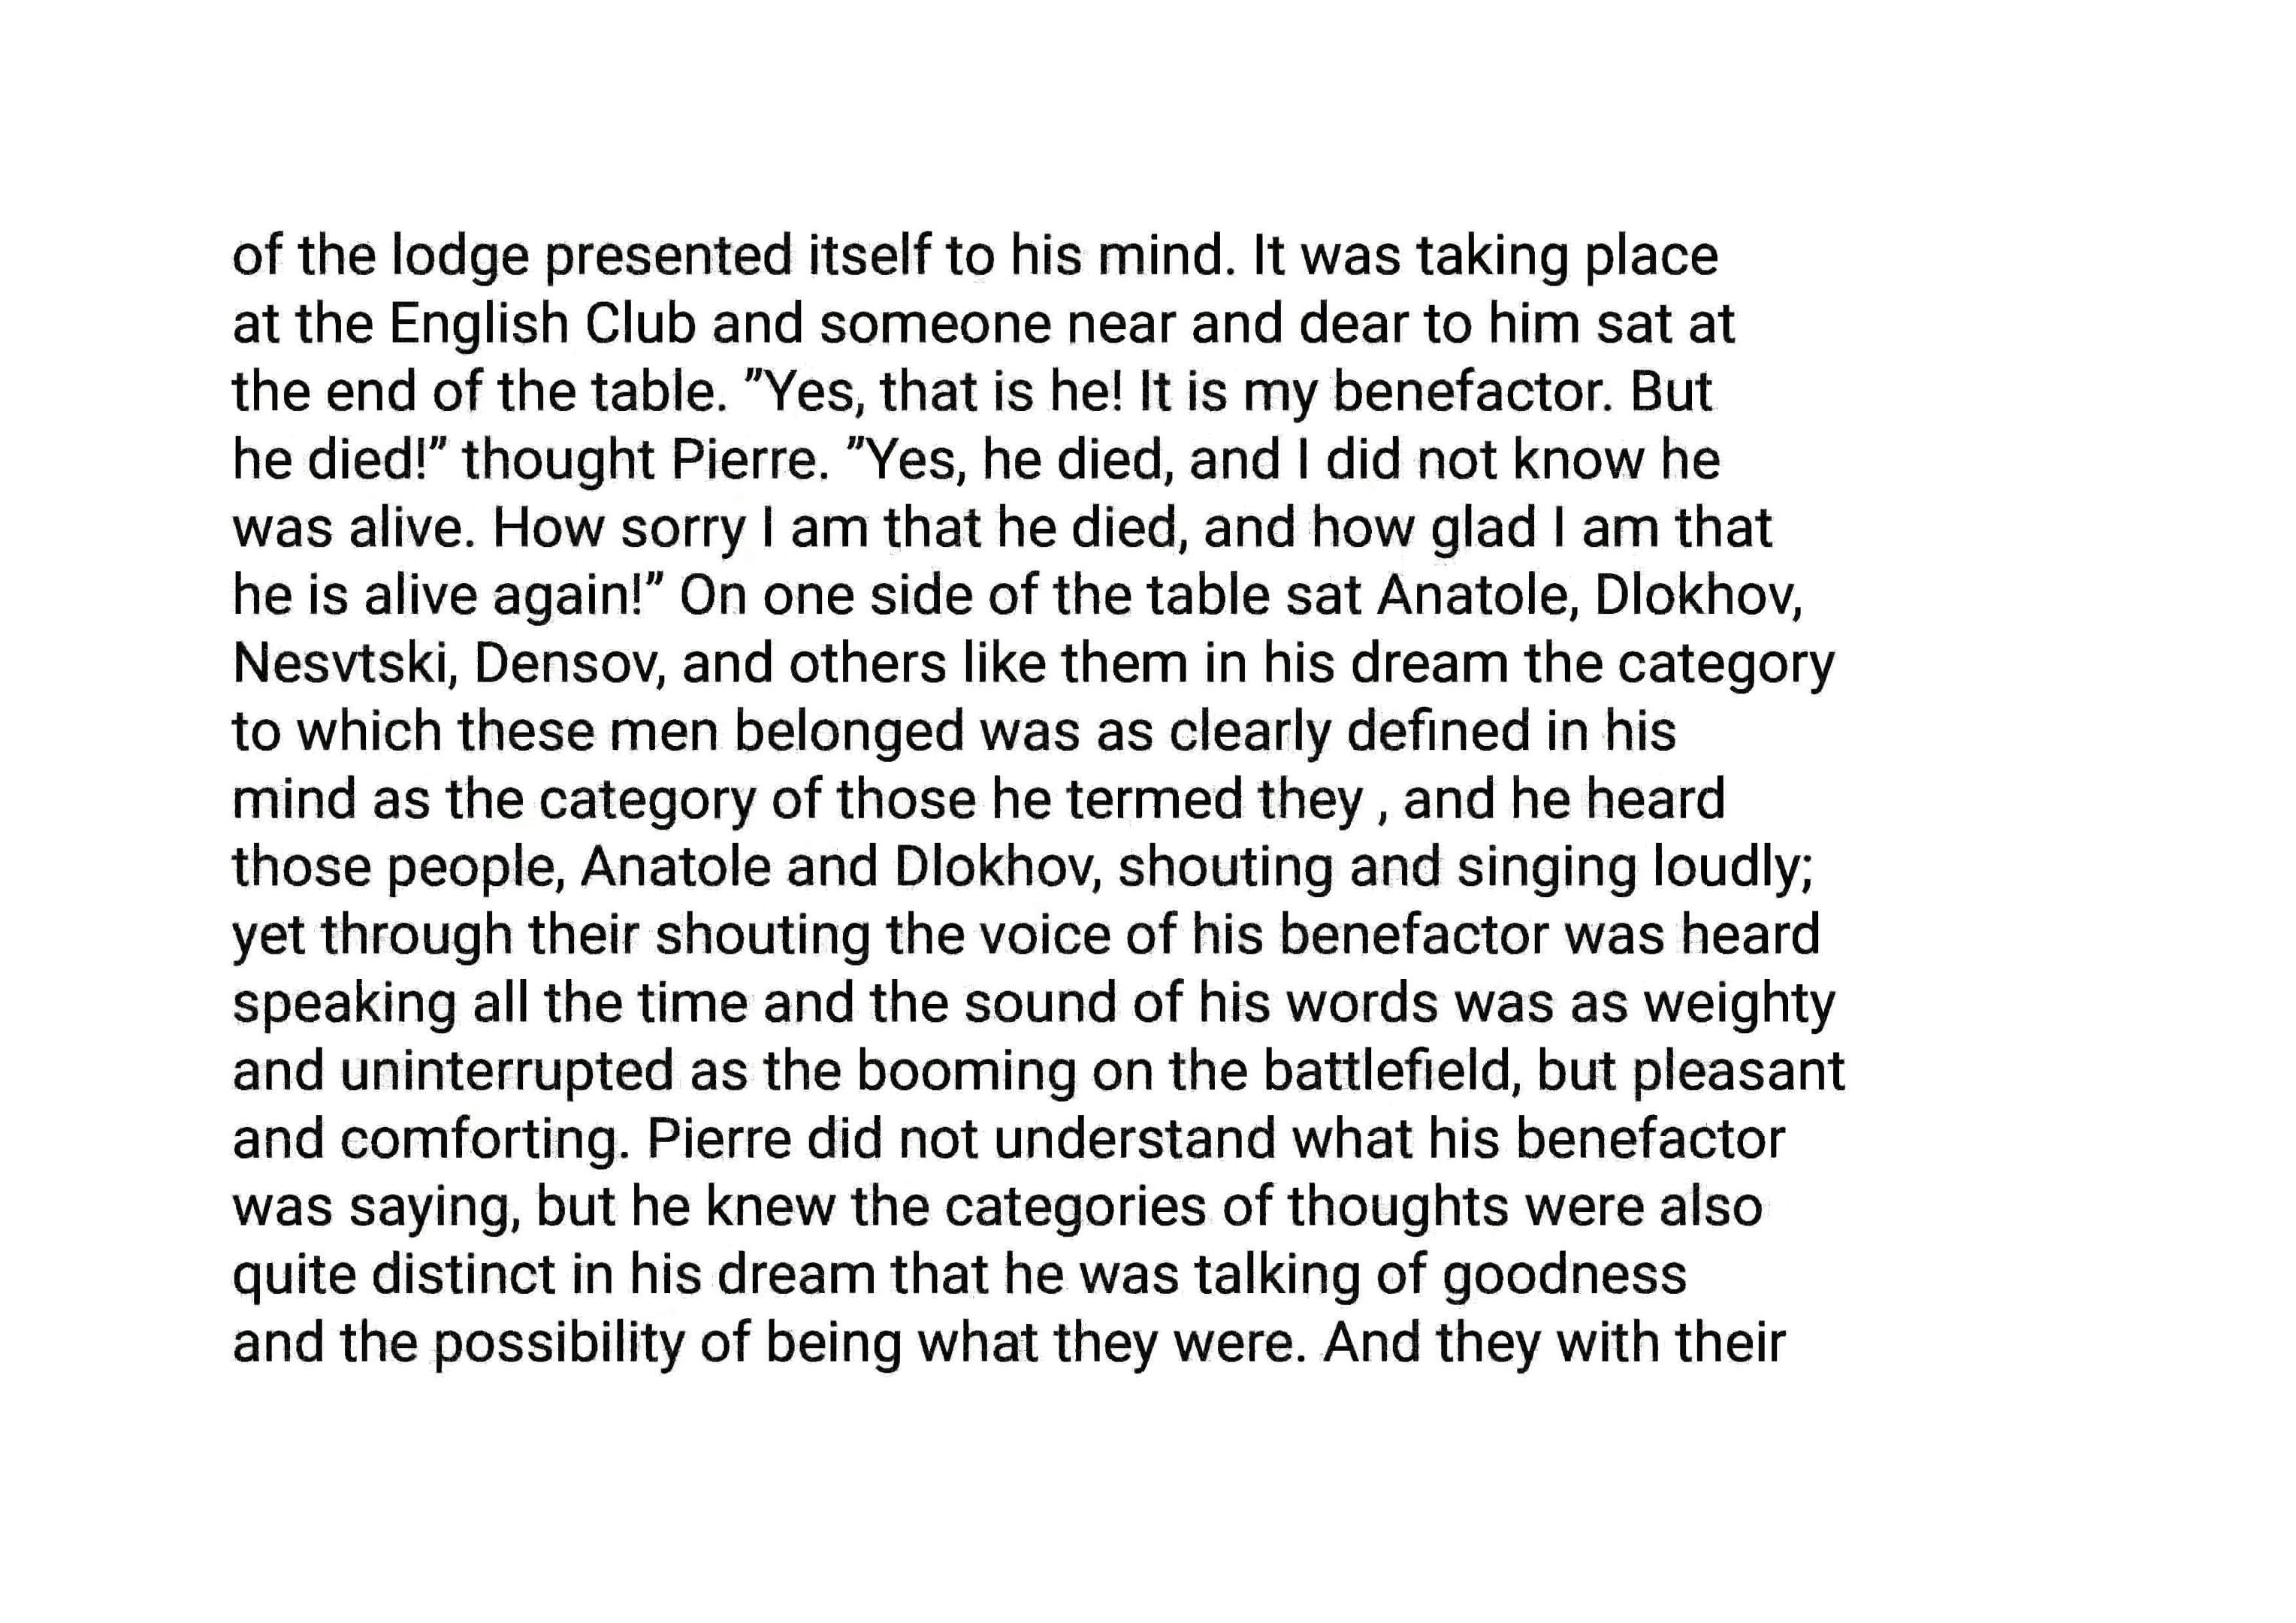 of the lodge presented itself to his mind. It was taking place
at the English Club and someone near and dear to him sat at
the end of the table. ”Yes, that is he! It is my benefactor. But
he died!” thought Pierre. ”Yes, he died, and I did not know he
was alive. How sorry I am that he died, and how glad I am that
he is alive again!” On one side of the table sat Anatole, Dlokhov,
Nesvtski, Densov, and others like them in his dream the category
to which these men belonged was as clearly defined in his
mind as the category of those he termed they , and he heard
those people, Anatole and Dlokhov, shouting and singing loudly;
yet through their shouting the voice of his benefactor was heard
speaking all the time and the sound of his words was as weighty
and uninterrupted as the booming on the battlefield, but pleasant
and comforting. Pierre did not understand what his benefactor
was saying, but he knew the categories of thoughts were also
quite distinct in his dream that he was talking of goodness
and the possibility of being what they were. And they with their